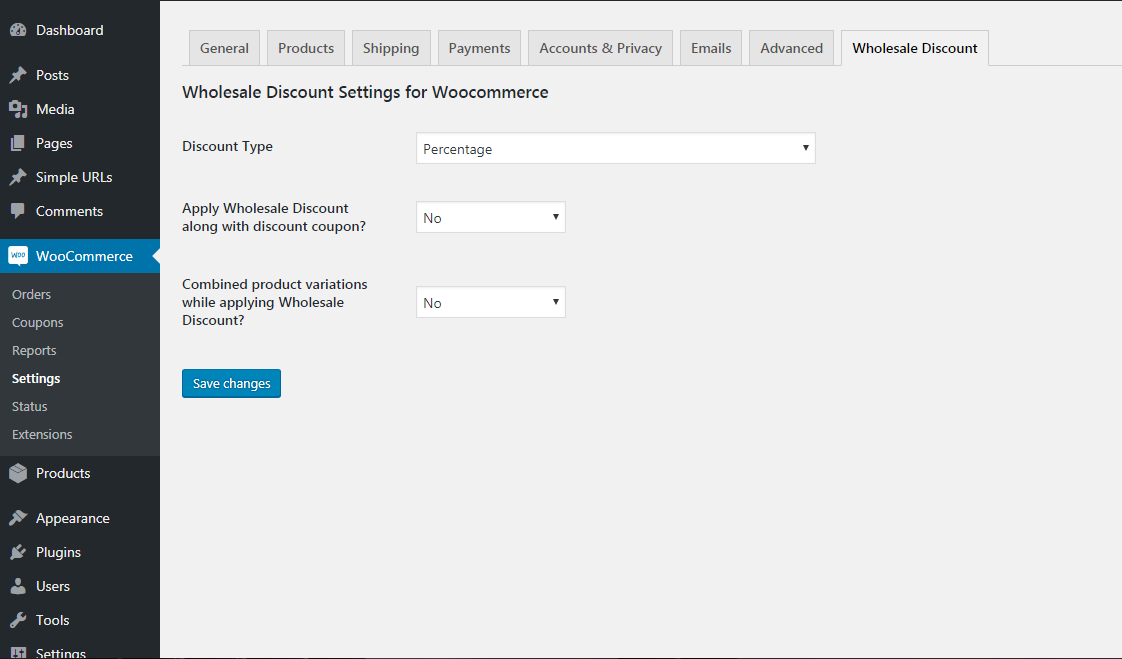 Dashboard
Posts
Media
Pages
Simple URLs
Comments
woo WooCommerce
Orders
Coupons
Reports
Settings
Status
Extensions
Products
Appearance
Plugins
Users
Tools
Settings
General Products Shipping Payments Accounts & Privacy Emails Advanced Wholesale Discount
Wholesale Discount Settings for Woocommerce
Discount Type Percentage
Apply Wholesale Discount
along with discount coupon? No
Combined product variations
while applying Wholesale No
Discount?
Save changes